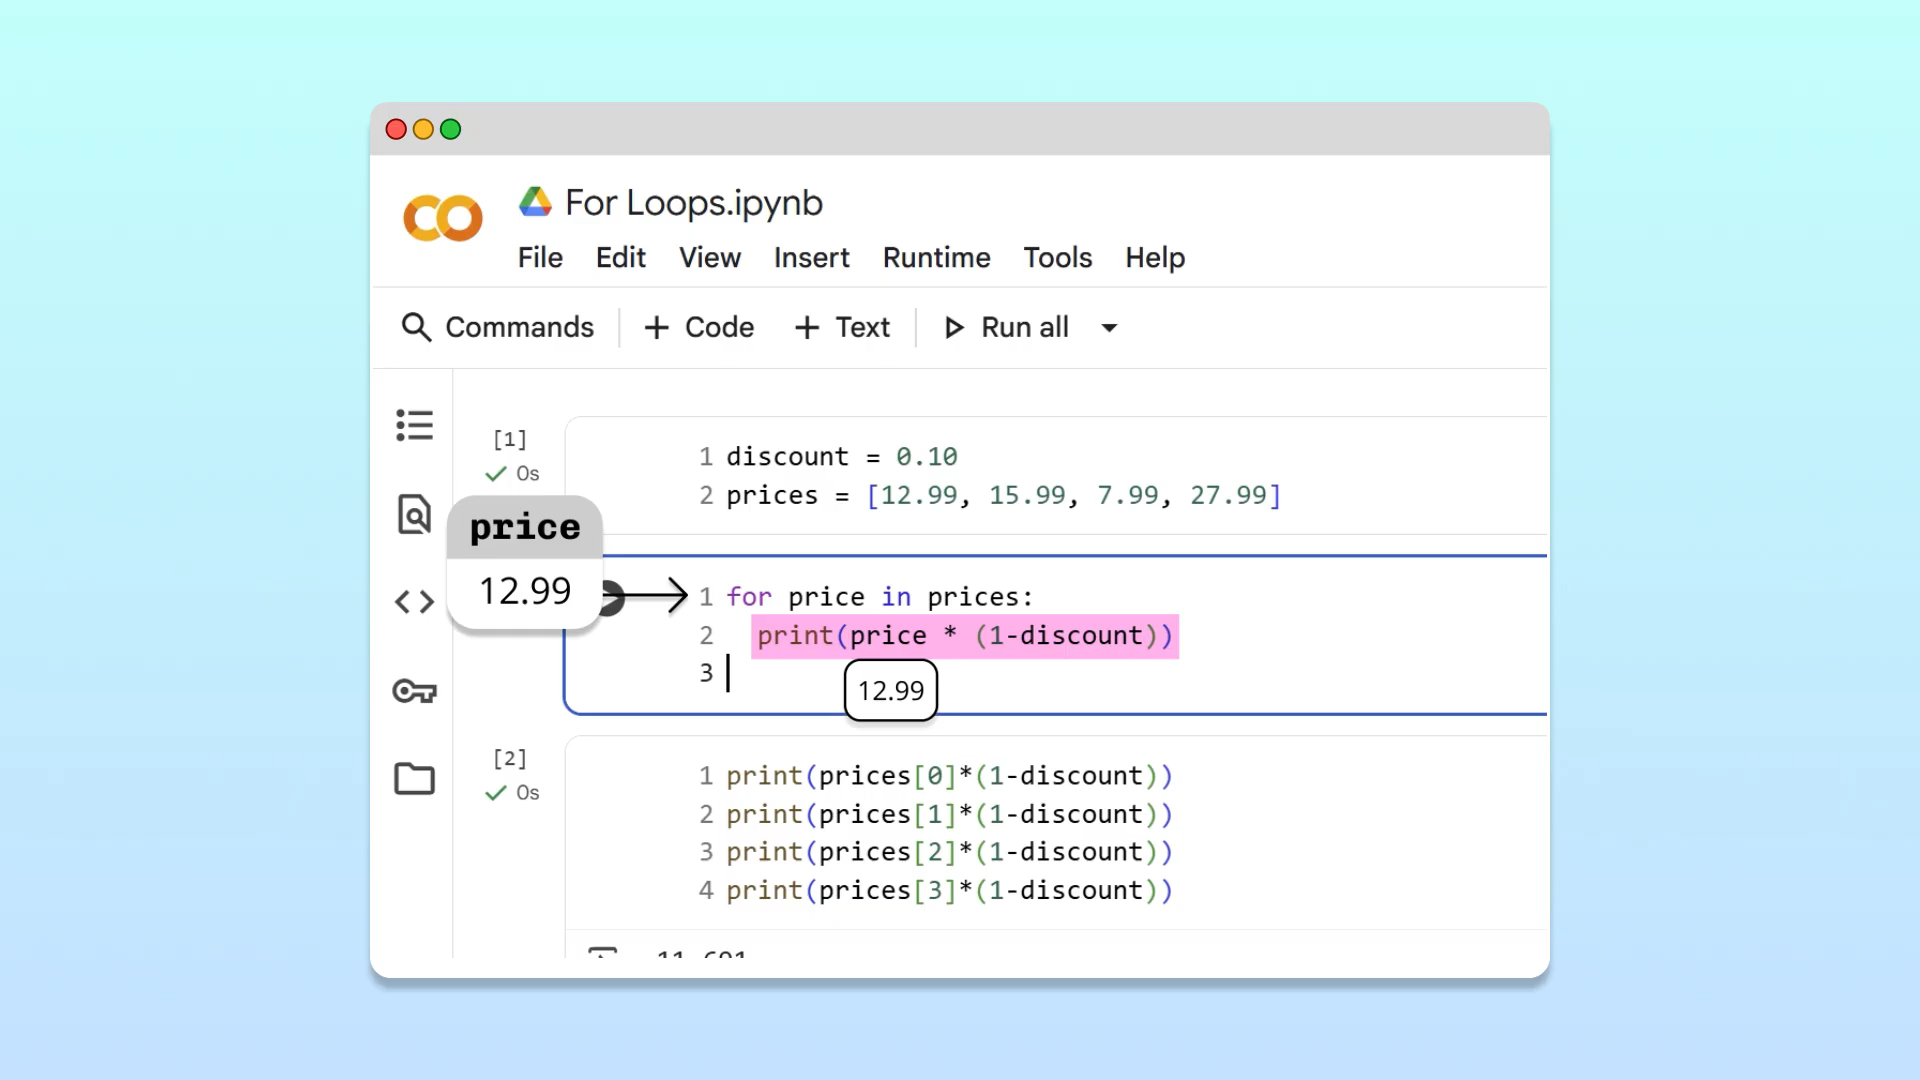 For Loops.ipynb
File Edit View Insert Runtime Tools Help
Commands + Code + Text Run all
[1]
0s
1 discount = 0.10
2 prices = [12.99, 15.99, 7.99, 27.99]
price
12.99
1 for price in prices:
2 print(price * (1-discount))
3
12.99
[2]
0s
1 print(prices[0]*(1-discount))
2 print(prices[1]*(1-discount))
3 print(prices[2]*(1-discount))
4 print(prices[3]*(1-discount))
11.691